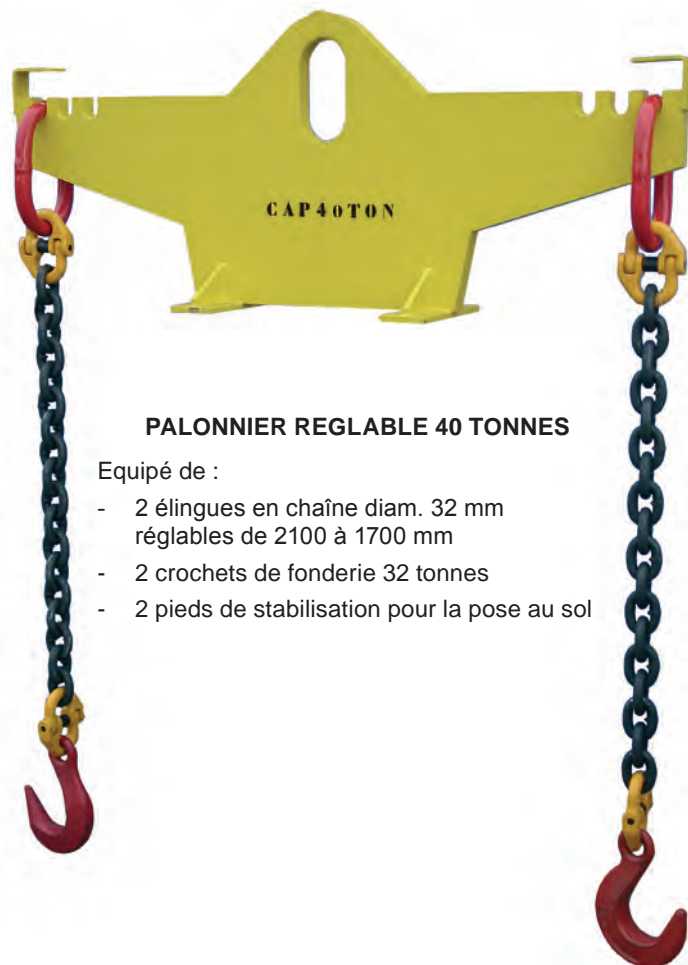 CAP40TON
PALONNIER REGLABLE 40 TONNES
Equipé de :
- 2 élingues en chaîne diam. 32 mm
réglables de 2100 à 1700 mm
- 2 crochets de fonderie 32 tonnes
- 2 pieds de stabilisation pour la pose au sol